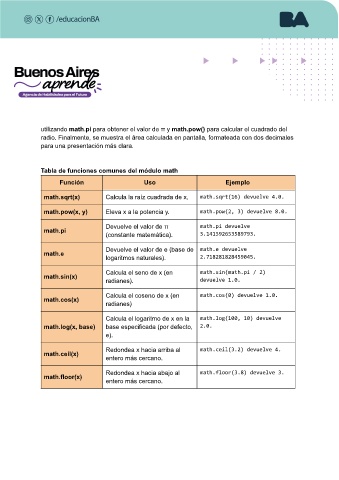 /educacionBA
BA
Buenos Aires
aprende
Agencia de Habilidades para el Futuro
utilizando math.pi para obtener el valor de π y math.pow() para calcular el cuadrado del
radio. Finalmente, se muestra el área calculada en pantalla, formateada con dos decimales
para una presentación más clara.
Tabla de funciones comunes del módulo math
Función Uso Ejemplo
math.sqrt(x) Calcula la raíz cuadrada de x. math.sqrt(16) devuelve 4.0.
math.pow(x, y) Eleva x a la potencia y. math.pow(2, 3) devuelve 8.0.
math.pi
Devuelve el valor de π
(constante matemática).
math.pi devuelve
3.141592653589793.
math.e
Devuelve el valor de e (base de
logaritmos naturales).
math.e devuelve
2.718281828459045.
math.sin(x)
Calcula el seno de x (en
radianes).
math.sin(math.pi / 2)
devuelve 1.0.
math.cos(x)
Calcula el coseno de x (en
radianes)
math.cos(0) devuelve 1.0.
math.log(x, base)
Calcula el logaritmo de x en la
base especificada (por defecto,
e).
math.log(100, 10) devuelve
2.0.
math.ceil(x)
Redondea x hacia arriba al
entero más cercano.
math.ceil(3.2) devuelve 4.
math.floor(x)
Redondea x hacia abajo al
entero más cercano.
math.floor(3.8) devuelve 3.